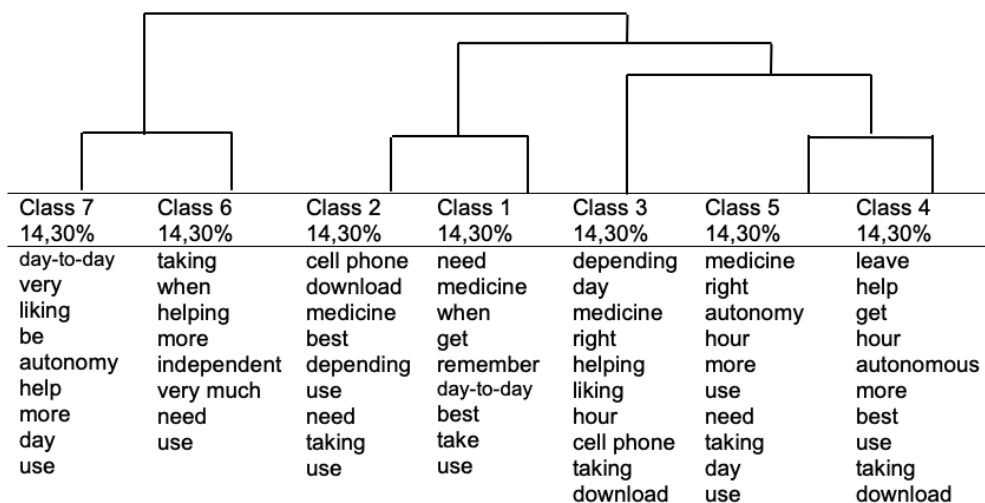 Class 7 Class 6 Class 2 Class 1 Class 3 Class 5 Class 4
14,30% 14,30% 14,30% 14,30% 14,30% 14,30% 14,30%
day-to-day taking cell phone need depending medicine leave
very when download medicine day right help
liking helping medicine when medicine autonomy get
be more best get right hour hour
autonomy independent depending remember helping more autonomous
help very much use day-to-day liking use more
more need need best hour need best
day use taking take cell phone taking use
use use use taking day taking
download use download